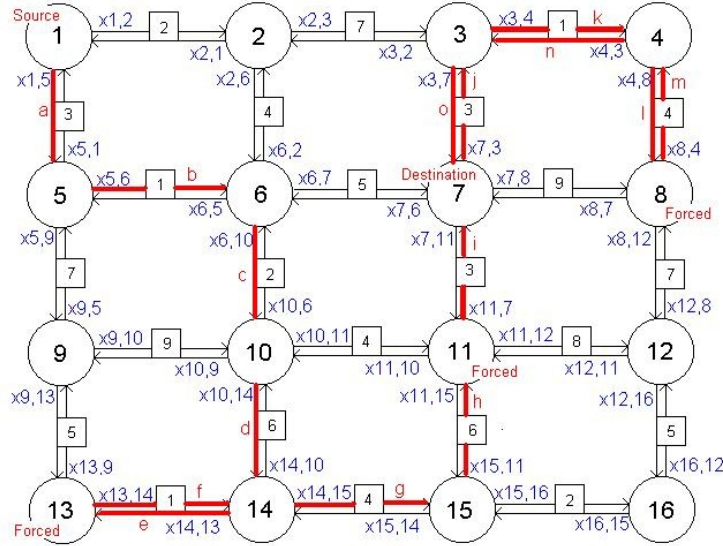 Source
1
x1,2
2
x2,1
2
x2,3
7
x3,2
3
x3,4
1
k
n
x4,3
4
x1,5
a
3
x5,1
x2,6
4
x6,2
x3,7
j
o
3
x7,3
x4,8
m
l
4
x8,4
5
x5,6
1
b
x6,5
6
x6,7
5
x7,6
Destination
7
x7,8
9
x8,7
8
Forced
x5,9
7
x9,5
x6,10
c
2
x10,6
x7,11
i
3
x11,7
x8,12
7
x12,8
9
x9,10
9
x10,9
10
x10,11
4
x11,10
11
Forced
x11,12
8
x12,11
12
x9,13
5
x13,9
x10,14
d
6
x14,10
x11,15
h
6
x15,11
x12,16
5
x16,12
13
Forced
x13,14
1
f
e
x14,13
14
x14,15
4
g
x15,14
15
x15,16
2
x16,15
16